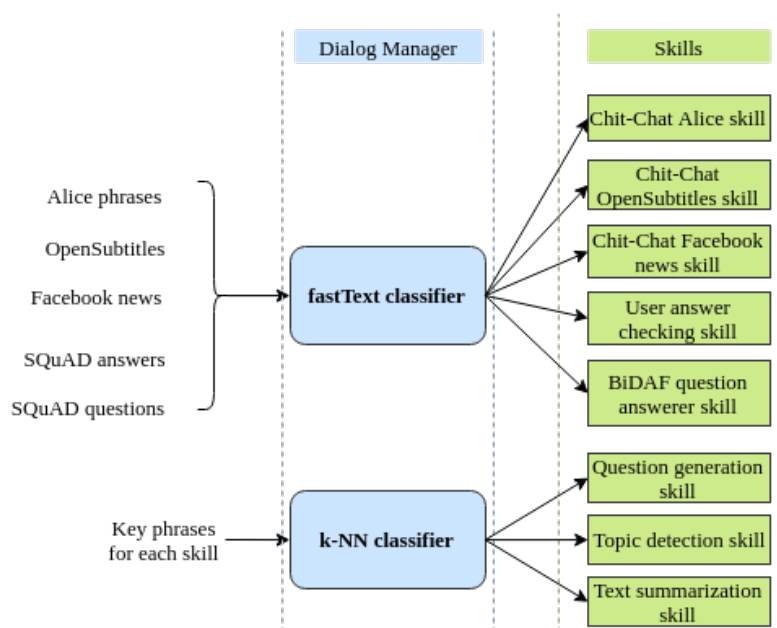 Dialog Manager
Skills
Alice phrases
OpenSubtitles
Facebook news
SQuAD answers
SQuAD questions
fastText classifier
Chit-Chat Alice skill
Chit-Chat
OpenSubtitles skill
Chit-Chat Facebook
news skill
User answer
checking skill
BiDAF question
answerer skill
Key phrases
for each skill
k-NN classifier
Question generation
skill
Topic detection skill
Text summarization
skill